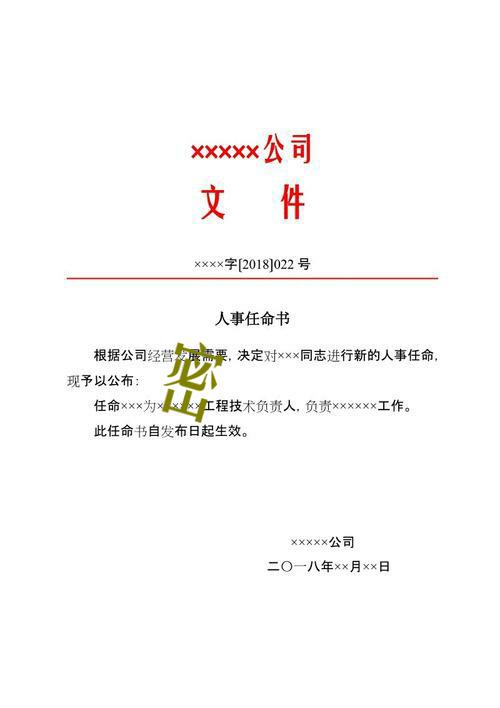 ×××××公司
文 件
××××字[2018]022 号
人事任命书
根据公司经营发展需要，决定对×××同志进行新的人事任命，
现予以公布：
密
任命×××为××××××工程技术负责人，负责××××××工作。
此任命书自发布日起生效。
×××××公司
二〇一八年××月××日